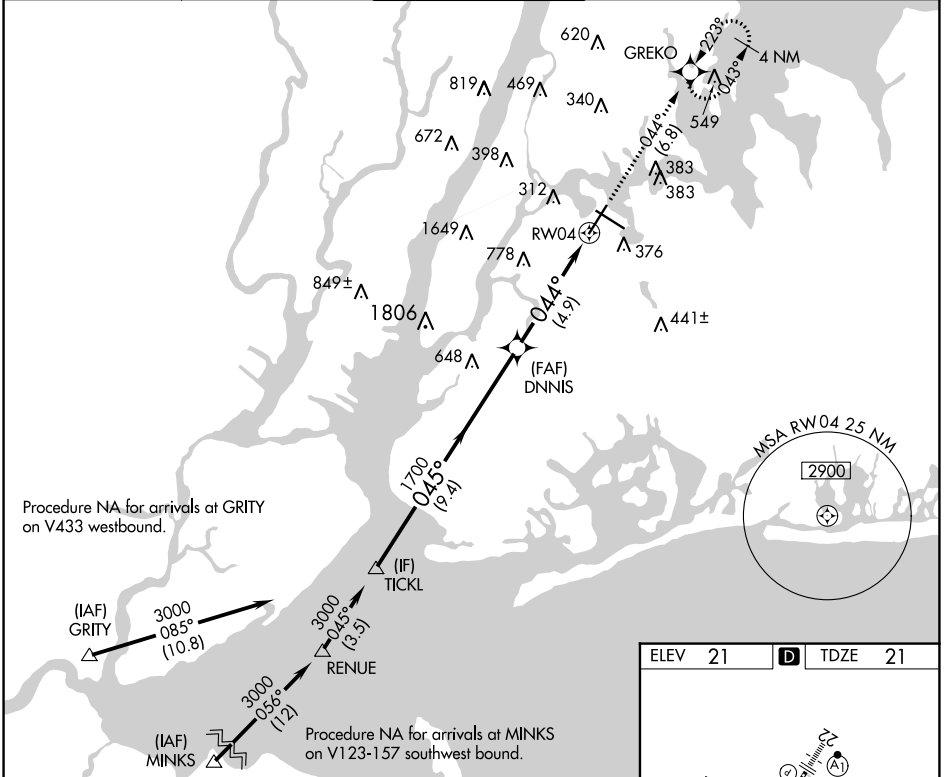 620
GREKO
223°
4 NM
043°
549
819
469
340
672
398
044°
(6.8)
383
383
312
1649
RW04
376
778
849±
1806
044°
(4.9)
441±
648
(FAF)
DNNIS
MSA RW04 25 NM
2900
1700
045°
(9.4)
Procedure NA for arrivals at GRITY
on V433 westbound.
(IF)
TICKL
(IAF)
GRITY
3000
085°
(10.8)
3000
045°
(3.5)
RENUE
3000
056°
(12)
(IAF)
MINKS
Procedure NA for arrivals at MINKS
on V123-157 southwest bound.
ELEV 21 D TDZE 21
22
A1